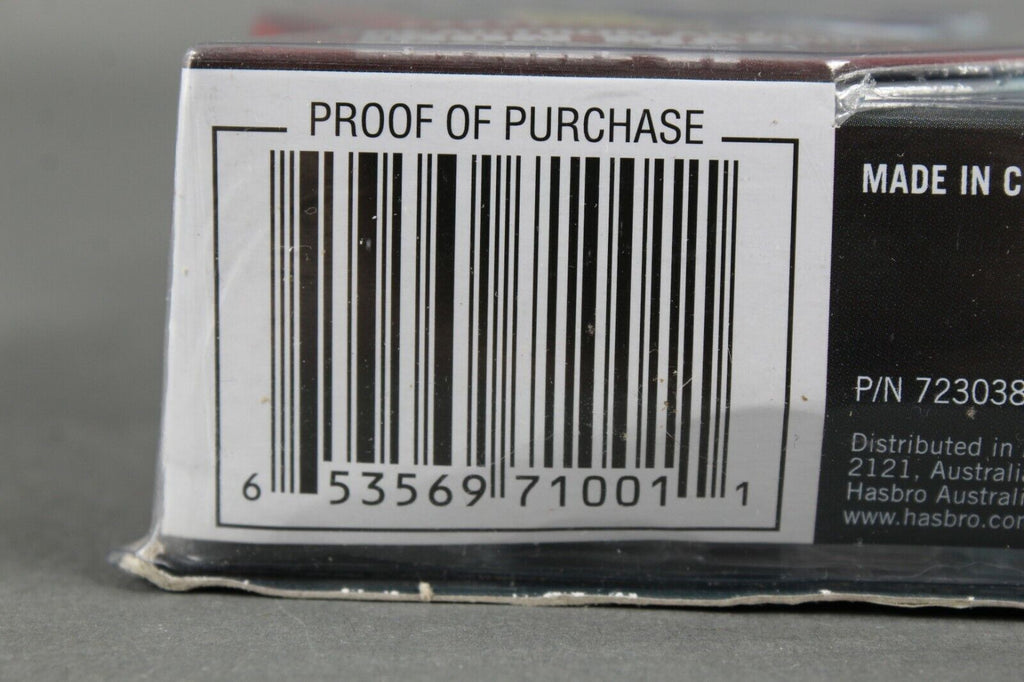 PROOF OF PURCHASE
6 53569 71001 1
MADE IN C
P/N 723038
Distributed in
2121, Australi
Hasbro Australi
www.hasbro.co